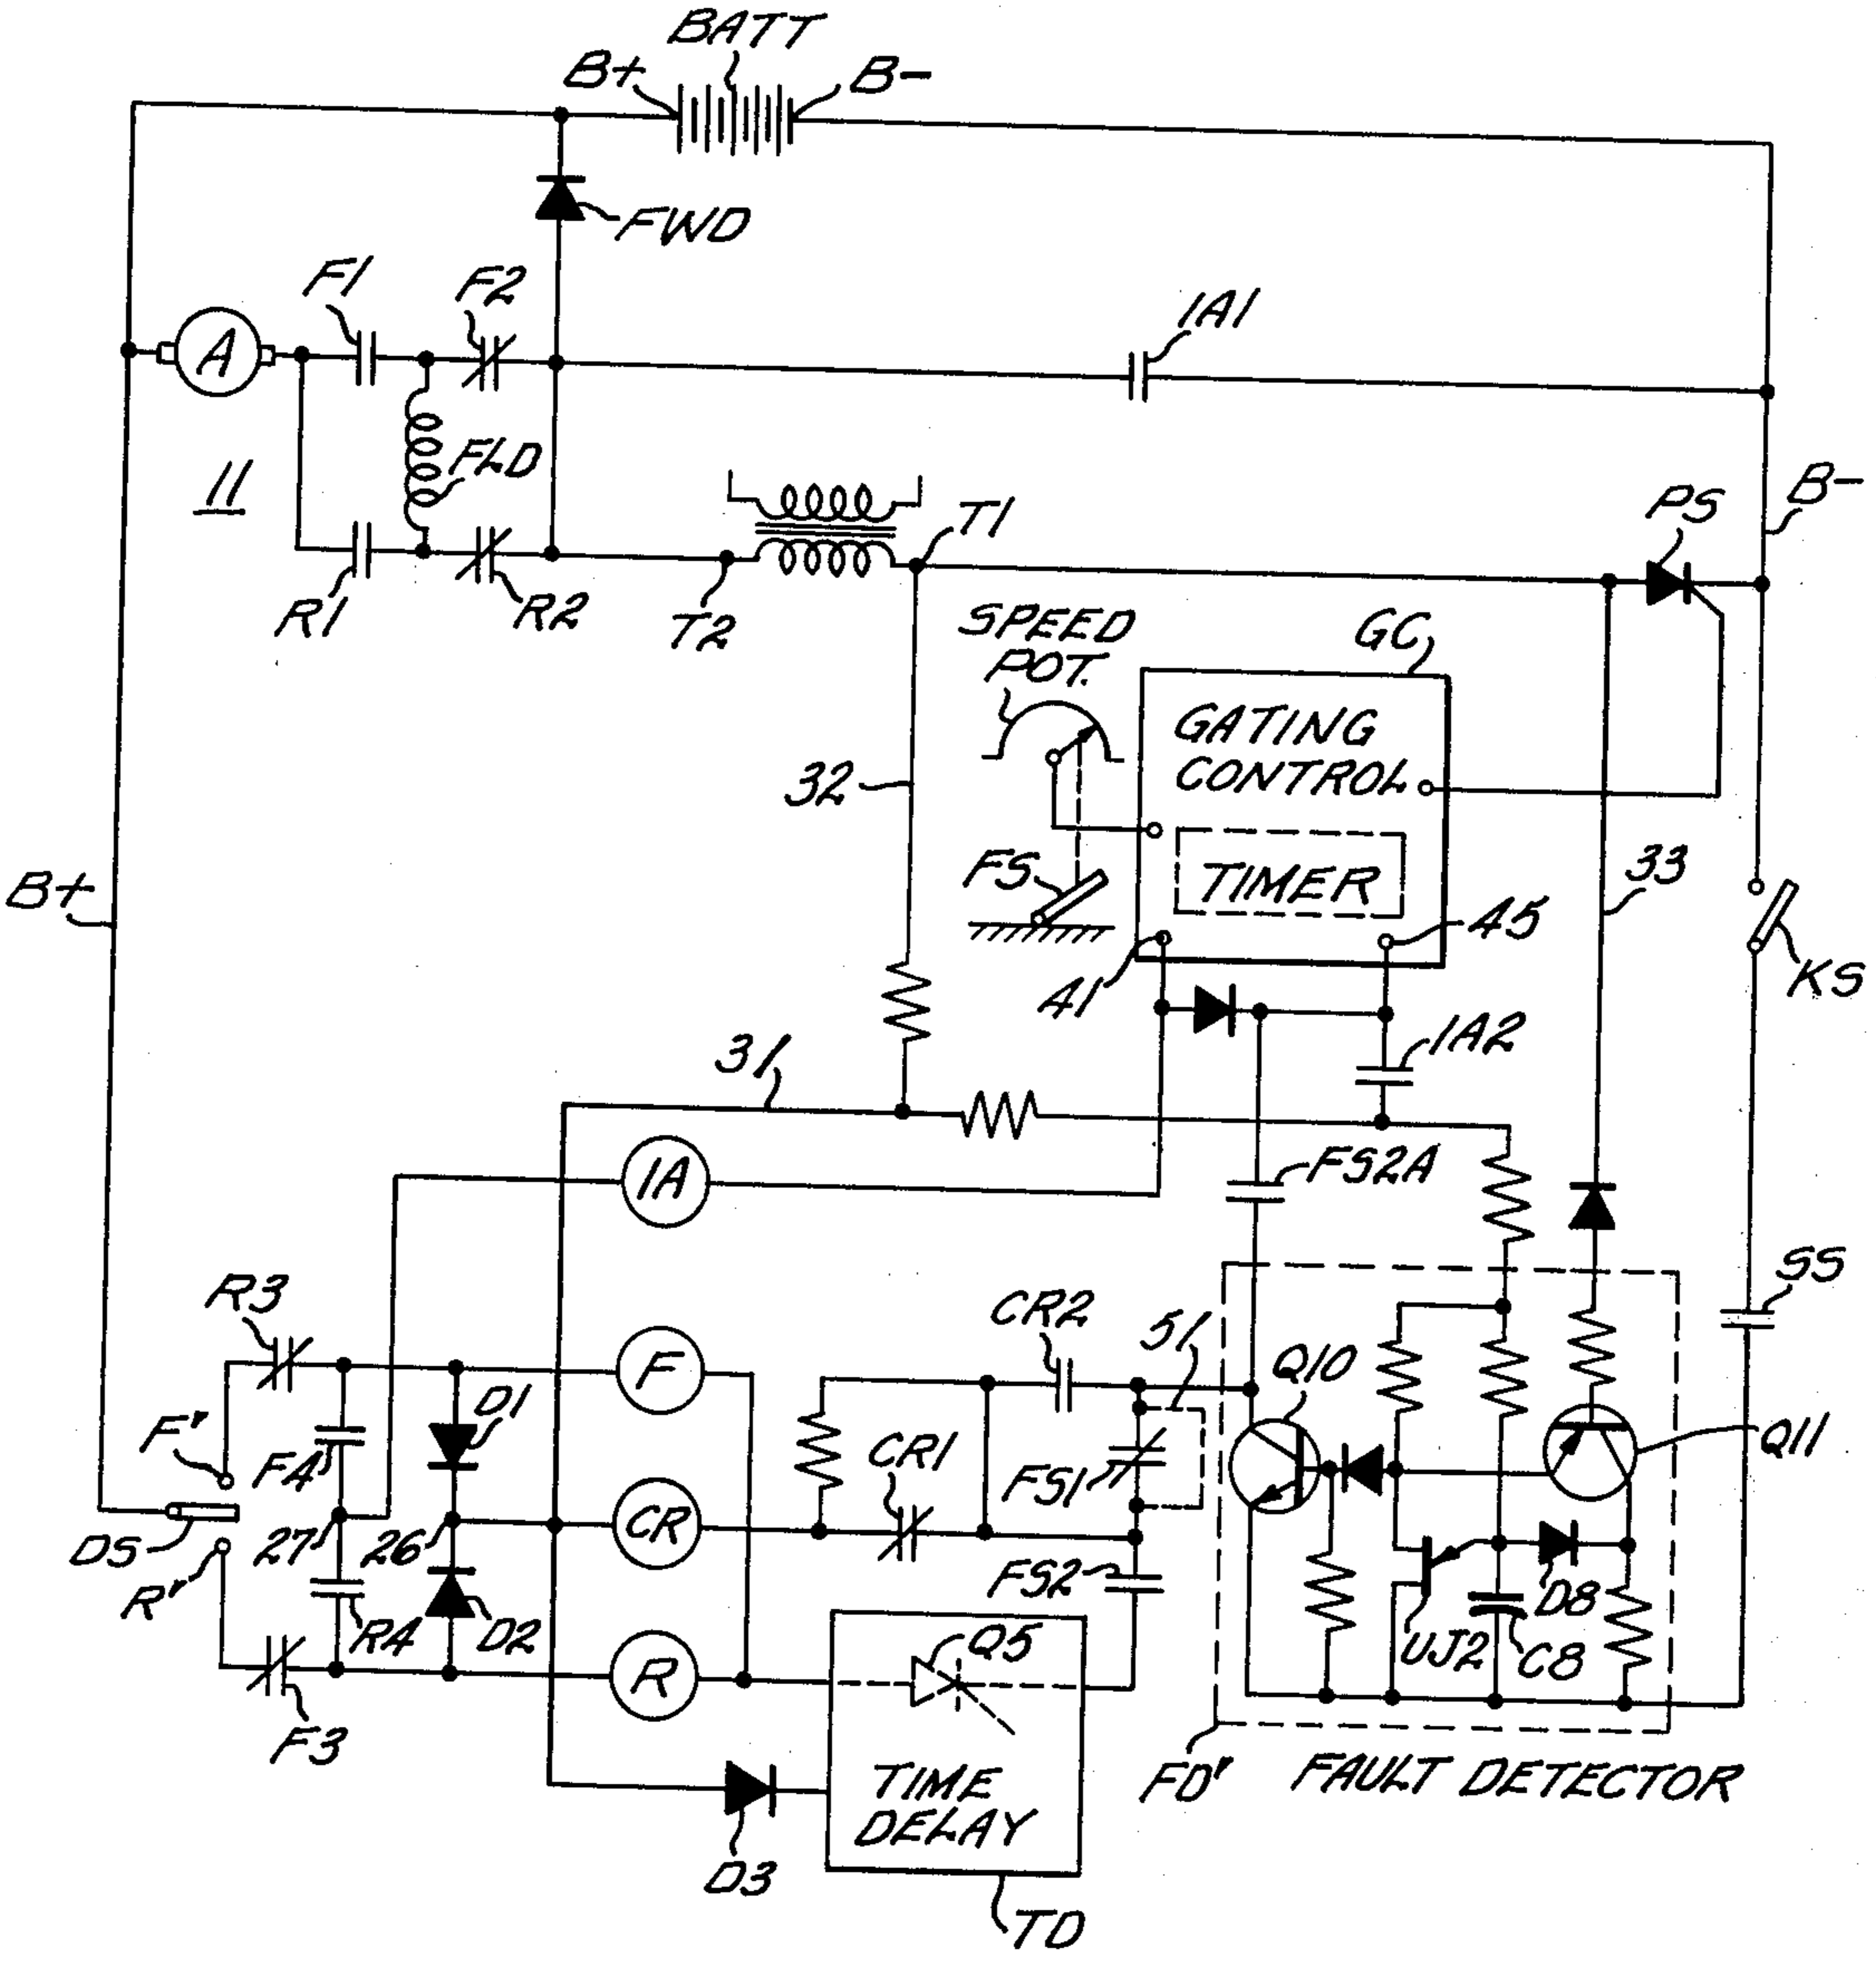 BATT
B+
B-
FWD
F1
F2
1A1
A
FLD
11
B-
PS
T1
R1
R2
T2
SPEED
POT.
GC
GATING
CONTROL
32
TIMER
FS
33
B+
45
KS
41
1A2
31
FS2A
1A
SS
R3
CR2
51
Q10
F
D1
F'
F4
CR1
FS1
Q11
CR
DS
27
26
FS2
R'
R4
D2
Q5
UJ2
C8
D8
R
F3
FD'
FAULT DETECTOR
TIME
DELAY
D3
TD